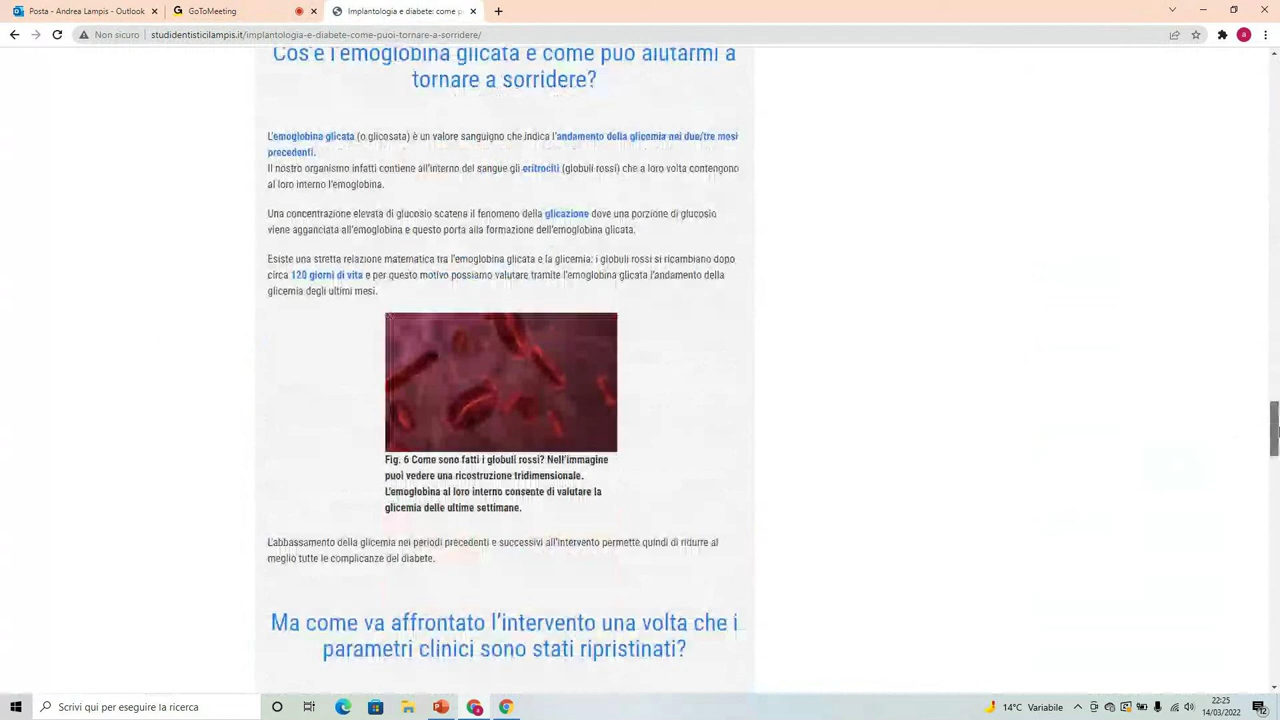 Posta - Andrea Lampis - Outlook
GoToMeeting
Implantologia e diabete: come p
Non sicuro
studidentisticilampis.it/implantologia-e-diabete-come-puoi-tornare-a-sorridere/
a
Cos'è l'emoglobina glicata e come può aiutarmi a
tornare a sorridere?
L'emoglobina glicata (o glicosata) è un valore sanguigno che indica l'andamento della glicemia nei due/tre mesi
precedenti.
Il nostro organismo infatti contiene all'interno del sangue gli eritrociti (globuli rossi) che a loro volta contengono
al loro interno l'emoglobina.
Una concentrazione elevata di glucosio scatena il fenomeno della glicazione dove una porzione di glucosio
viene agganciata all'emoglobina e questo porta alla formazione dell'emoglobina glicata.
Esiste una stretta relazione matematica tra l'emoglobina glicata e la glicemia: i globuli rossi si ricambiano dopo
circa 120 giorni di vita e per questo motivo possiamo valutare tramite l'emoglobina glicata l'andamento della
glicemia degli ultimi mesi.
Fig. 6 Come sono fatti i globuli rossi? Nell'immagine
puoi vedere una ricostruzione tridimensionale.
L'emoglobina al loro interno consente di valutare la
glicemia delle ultime settimane.
L'abbassamento della glicemia nei periodi precedenti e successivi all'intervento permette quindi di ridurre al
meglio tutte le complicanze del diabete.
Ma come va affrontato l'intervento una volta che i
parametri clinici sono stati ripristinati?
Scrivi qui per eseguire la ricerca
14°C Variabile
22:25
14/03/2022